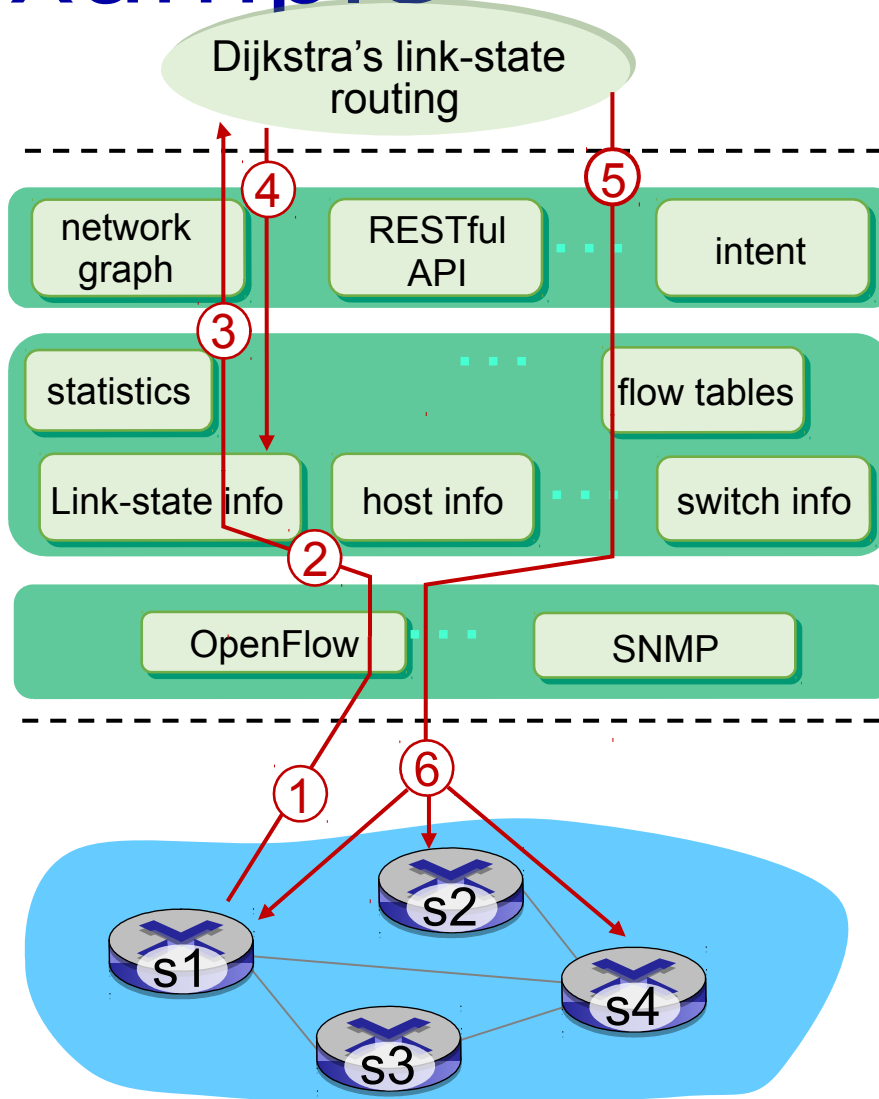 Dijkstra's link-state
routing
4
5
network
graph
RESTful
API
intent
3
statistics
flow tables
Link-state info
host info
switch info
2
OpenFlow
SNMP
1
6
s2
s1
s4
s3